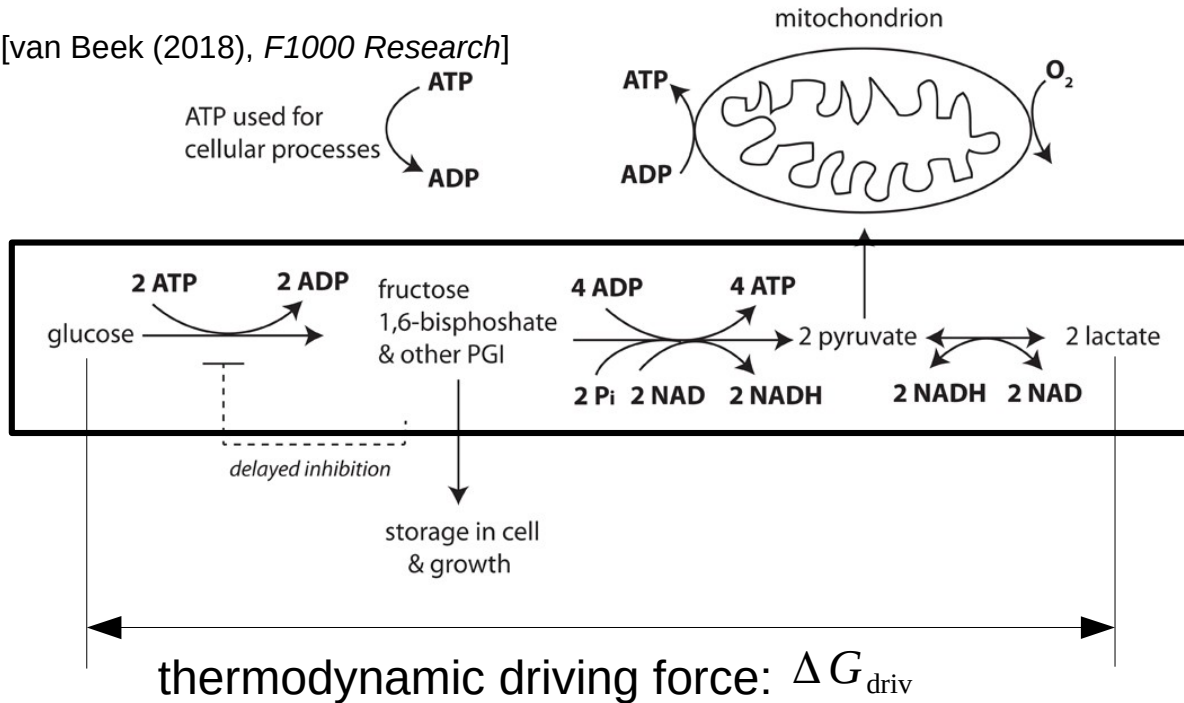 [van Beek (2018), F1000 Research]
mitochondrion
ATP used for
cellular processes
ATP
ADP
ATP
ADP
O₂
glucose
2 ATP
2 ADP
fructose
1,6-bisphoshate
& other PGI
4 ADP
4 ATP
2 Pi
2 NAD
2 NADH
2 pyruvate
2 NADH
2 NAD
2 lactate
delayed inhibition
storage in cell
& growth
thermodynamic driving force: ΔG_driv